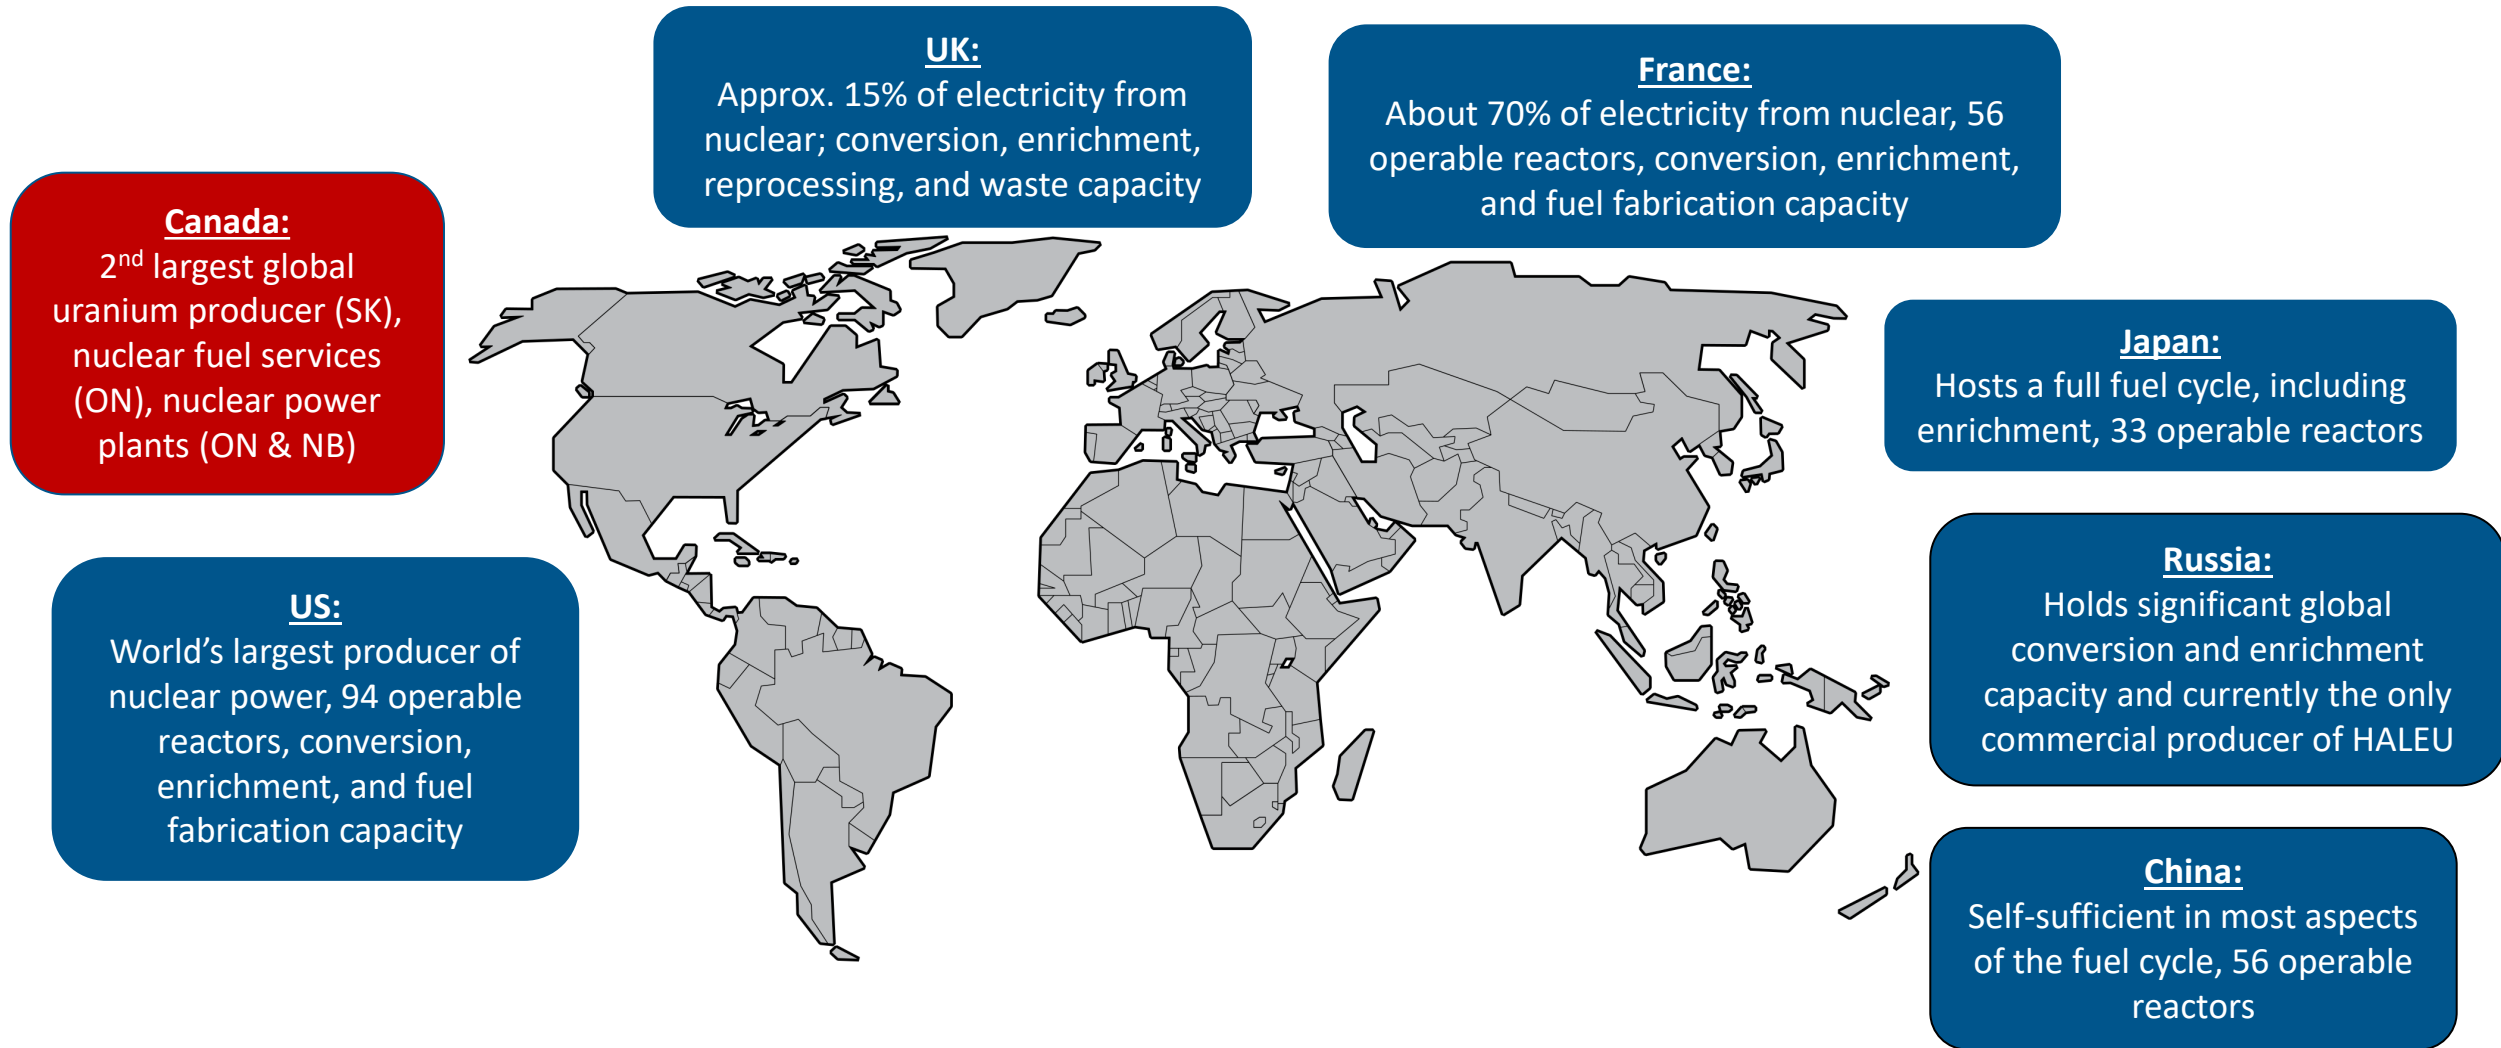 UK:
Approx. 15% of electricity from
nuclear; conversion, enrichment,
reprocessing, and waste capacity
France:
About 70% of electricity from nuclear, 56
operable reactors, conversion, enrichment,
and fuel fabrication capacity
Canada:
2nd largest global
uranium producer (SK),
nuclear fuel services
(ON), nuclear power
plants (ON & NB)
Japan:
Hosts a full fuel cycle, including
enrichment, 33 operable reactors
US:
World’s largest producer of
nuclear power, 94 operable
reactors, conversion,
enrichment, and fuel
fabrication capacity
Russia:
Holds significant global
conversion and enrichment
capacity and currently the only
commercial producer of HALEU
China:
Self-sufficient in most aspects
of the fuel cycle, 56 operable
reactors